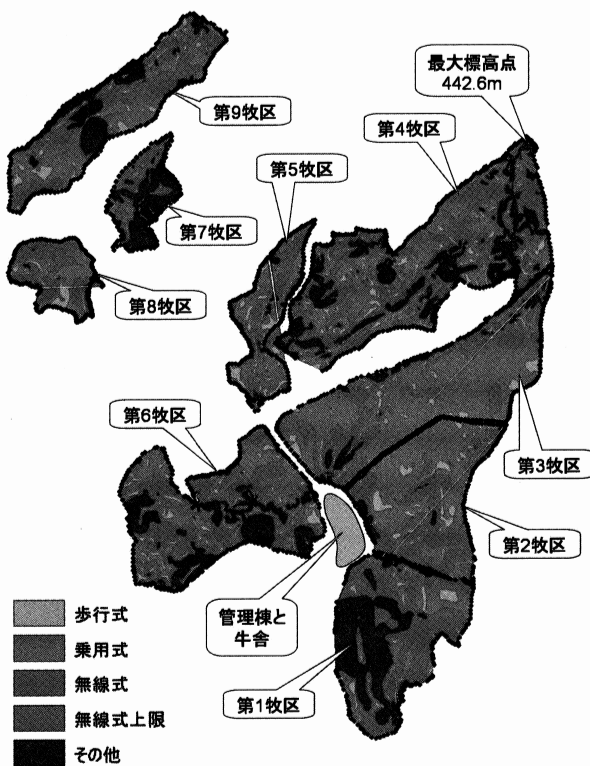 最大標高点
442.6m
第9牧区
第4牧区
第5牧区
第7牧区
第8牧区
第6牧区
第3牧区
第2牧区
管理棟と
牛舎
第1牧区
歩行式
乗用式
無線式
無線式上限
その他